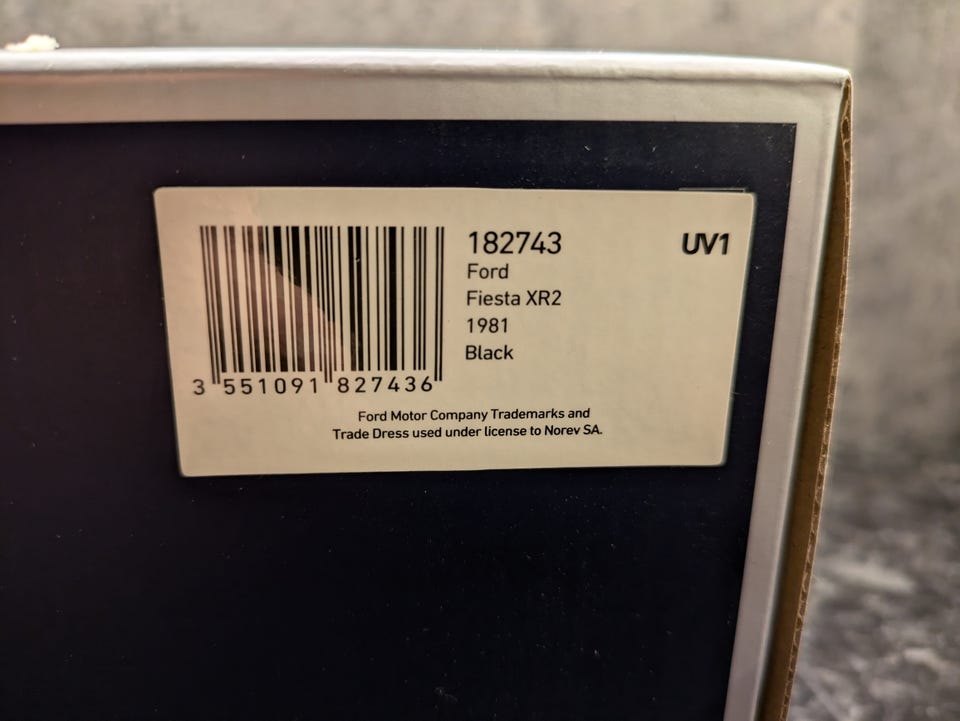 182743
UV1
Ford
Fiesta XR2
1981
Black
3 551091 827436
Ford Motor Company Trademarks and
Trade Dress used under license to Norev SA.